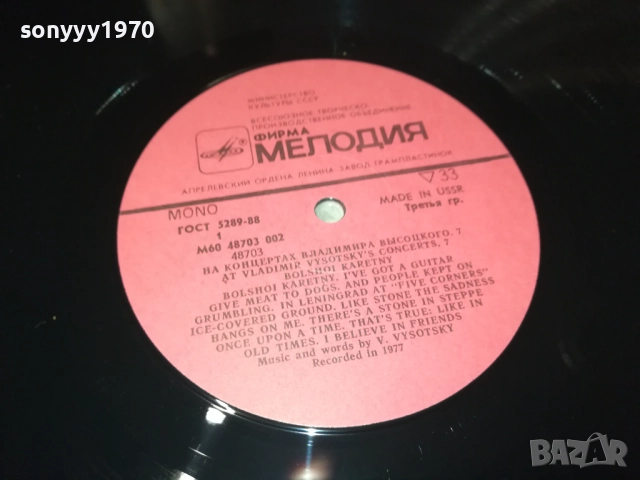 sonyyy1970
МИНИСТЕРСТВО
КУЛЬТУРЫ СССР
ВСЕСОЮЗНОЕ ТВОРЧЕСКО
ПРОИЗВОДСТВЕННОЕ ОБЪЕДИНЕНИЕ
ФИРМА
МЕЛОДИЯ
АПРЕЛЕВСКИЙ ОРДЕНА ЛЕНИНА ЗАВОД ГРАМПЛАСТИНОК
MONO
ГОСТ 5289-88
1
М60 48703 002
48703
▽ 33
MADE IN USSR
Третья гр.
НА КОНЦЕРТАХ ВЛАДИМИРА ВЫСОЦКОГО. 7
AT VLADIMIR VYSOTSKY'S CONCERTS. 7
BOLSHOI KARETNY
BOLSHOI KARETNY. I'VE GOT A GUITAR
GIVE MEAT TO DOGS. AND PEOPLE KEPT ON
GRUMBLING. IN LENINGRAD AT "FIVE CORNERS"
ICE-COVERED GROUND. LIKE STONE THE SADNESS
HANGS ON ME. THERE'S A STONE IN STEPPE
ONCE UPON A TIME. THAT'S TRUE: LIKE IN
OLD TIMES. I BELIEVE IN FRIENDS
Music and words by V. VYSOTSKY
Recorded in 1977
BAZAR
bg